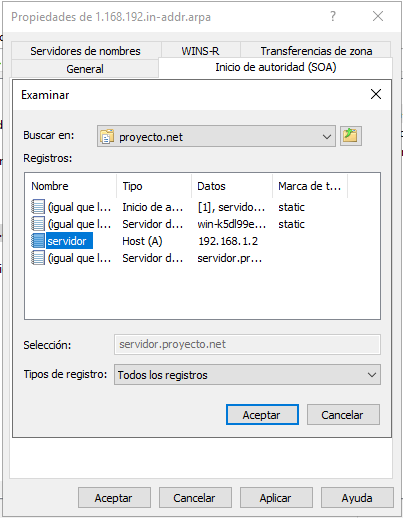 Propiedades de 1.168.192.in-addr.arpa
Servidores de nombres WINS-R Transferencias de zona
General Inicio de autoridad (SOA)
Examinar
Buscar en: proyecto.net
Registros:
Nombre Tipo Datos Marca de t...
(igual que l... Inicio de a... [1], servido... static
(igual que l... Servidor d... win-k5dl99e... static
servidor Host (A) 192.168.1.2
(igual que l... Servidor d... servidor.pr...
Selección: servidor.proyecto.net
Tipos de registro: Todos los registros
Aceptar Cancelar
Aceptar Cancelar Aplicar Ayuda